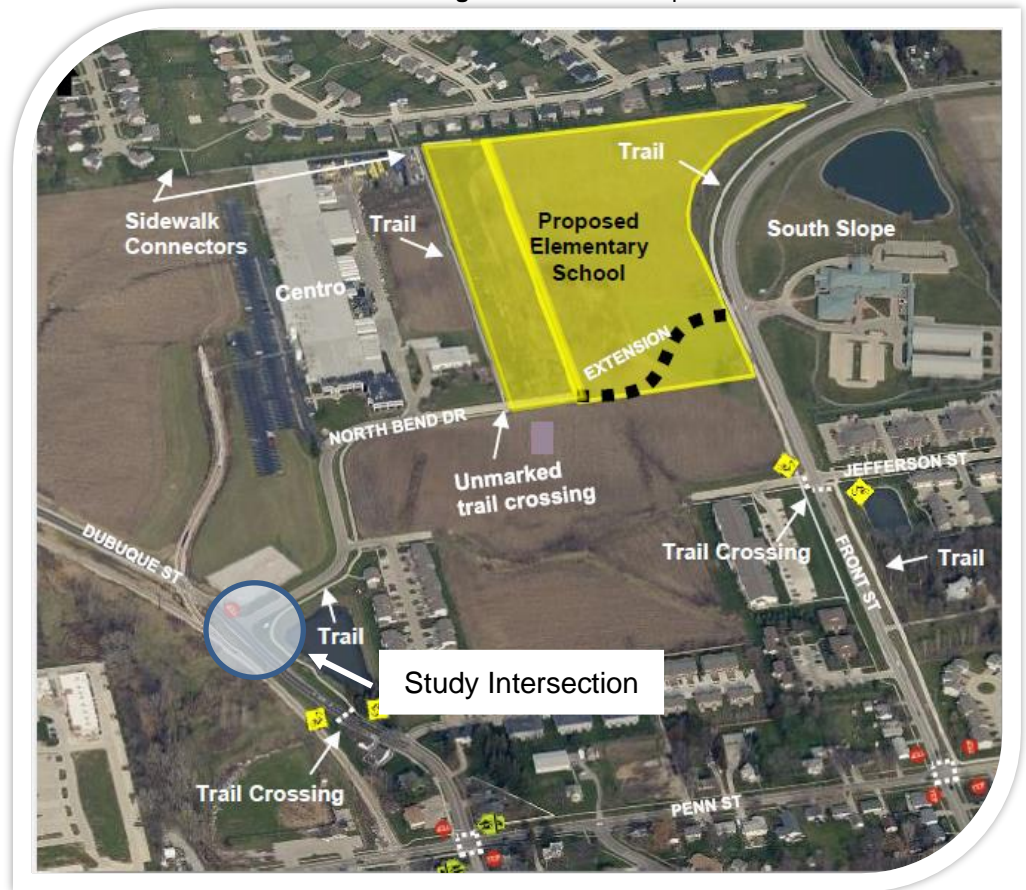 Trail
Proposed
Elementary
School
South Slope
Sidewalk
Connectors
Trail
Centro
EXTENSION
NORTH BEND DR
Unmarked
trail crossing
JEFFERSON ST
DUBUQUE ST
Trail Crossing
FRONT ST
Trail
Trail
Study Intersection
Trail Crossing
PENN ST